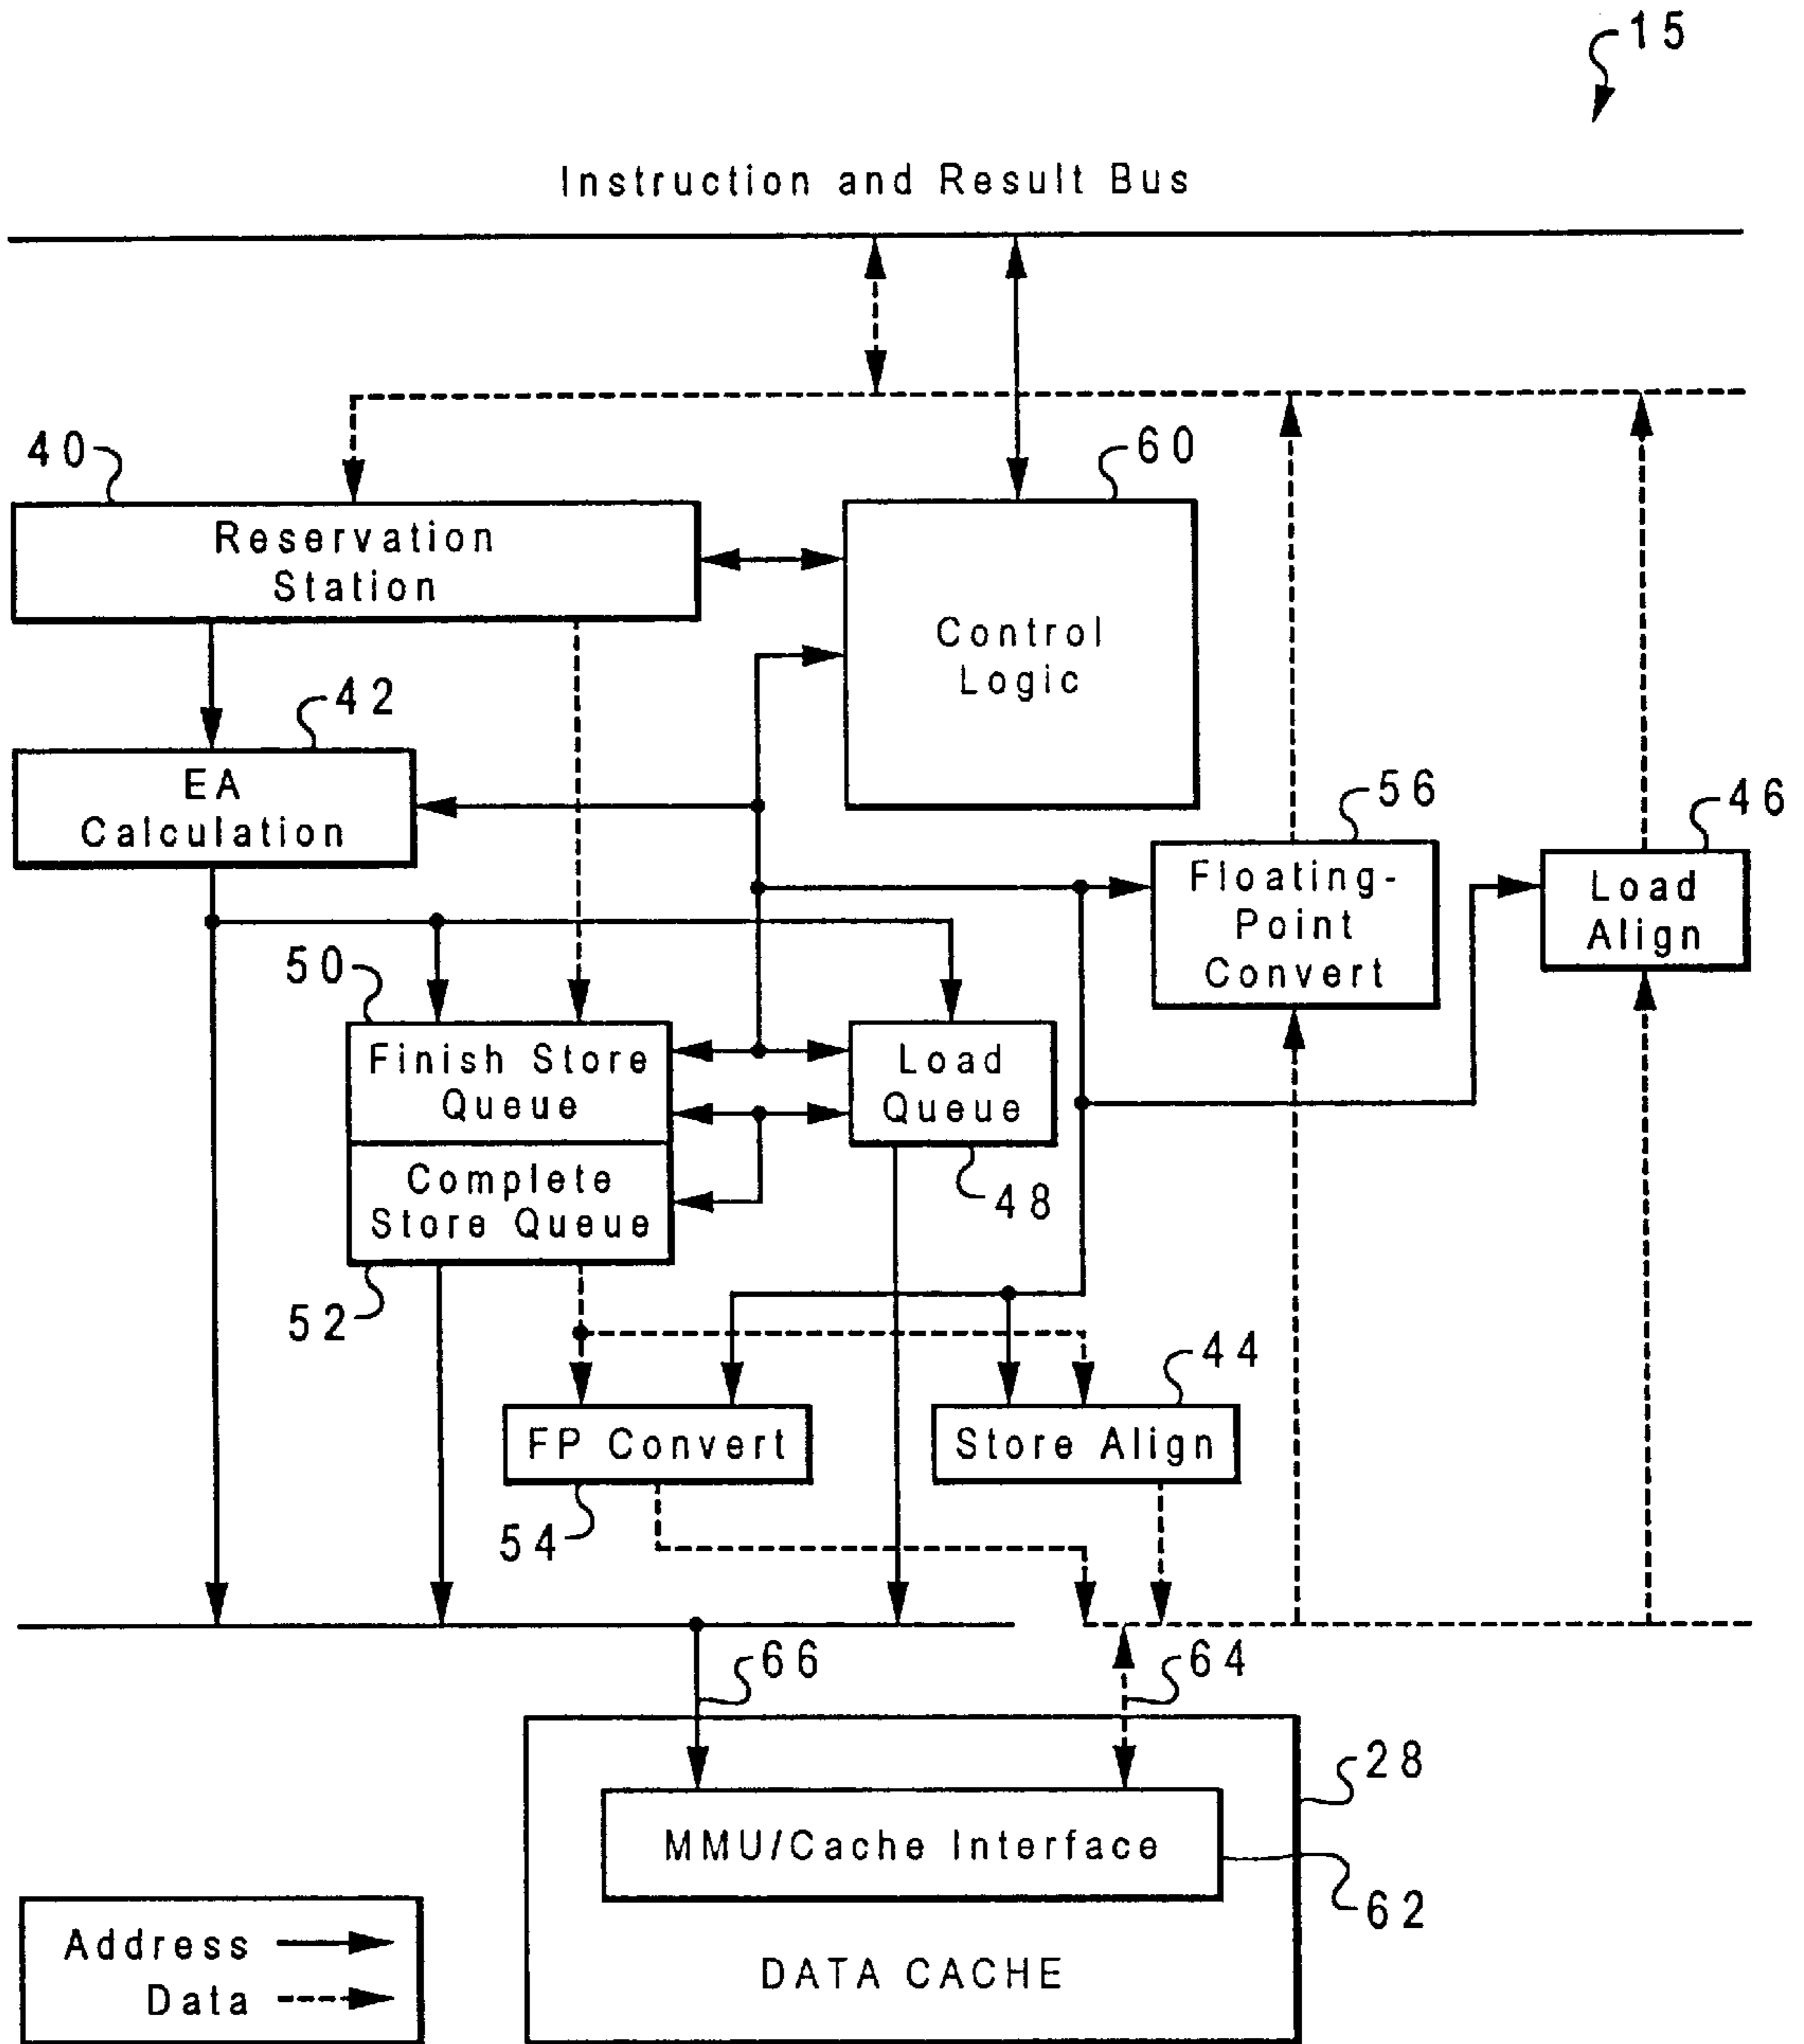 15
Instruction and Result Bus
40
60
Reservation
Station
Control
Logic
42
EA
Calculation
56
46
Floating-
Point
Convert
Load
Align
50
Finish Store
Queue
Load
Queue
Complete
Store Queue
48
52
44
FP Convert
Store Align
54
66
64
28
MMU/Cache Interface
62
DATA CACHE
Address
Data